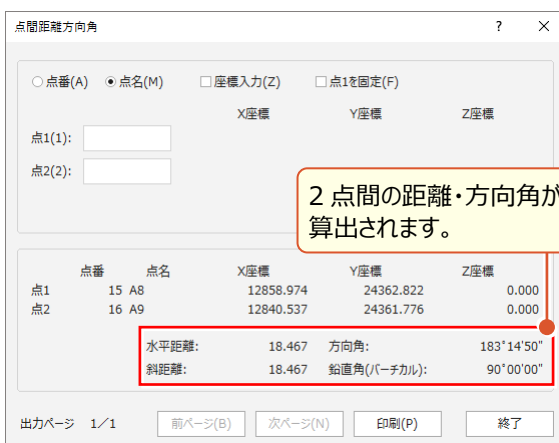 点間距離方向角 ? ×
点番(A) 点名(M) 座標入力(Z) 点1を固定(F)
X座標 Y座標 Z座標
点1(1):
点2(2):
2点間の距離・方向角が
算出されます。
点番 点名 X座標 Y座標 Z座標
点1 15 A8 12858.974 24362.822 0.000
点2 16 A9 12840.537 24361.776 0.000
水平距離: 18.467 方向角: 183°14'50"
斜距離: 18.467 鉛直角(バーチカル): 90°00'00"
出力ページ 1/1 前ページ(B) 次ページ(N) 印刷(P) 終了